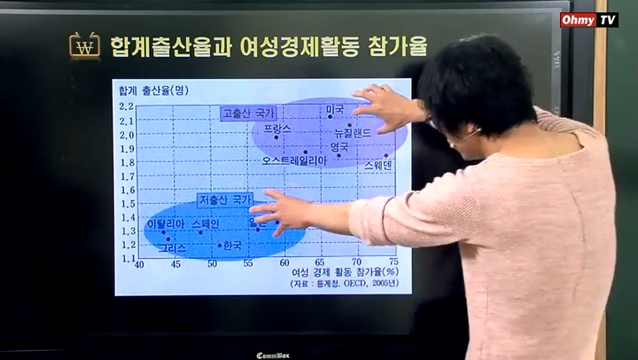 Ohmy TV
W 합계출산율과 여성경제활동 참가율
합계 출산율(명)
2.2
2.1
2.0
1.9
1.8
1.7
1.6
1.5
1.4
1.3
1.2
1.1
고출산 국가
미국
프랑스
뉴질랜드
영국
오스트레일리아
스웨덴
저출산 국가
이탈리아
스페인
그리스
한국
40 45 50 55 60 65 70 75
여성 경제 활동 참가율(%)
(자료 : 통계청. OECD, 2005년)
CommBox